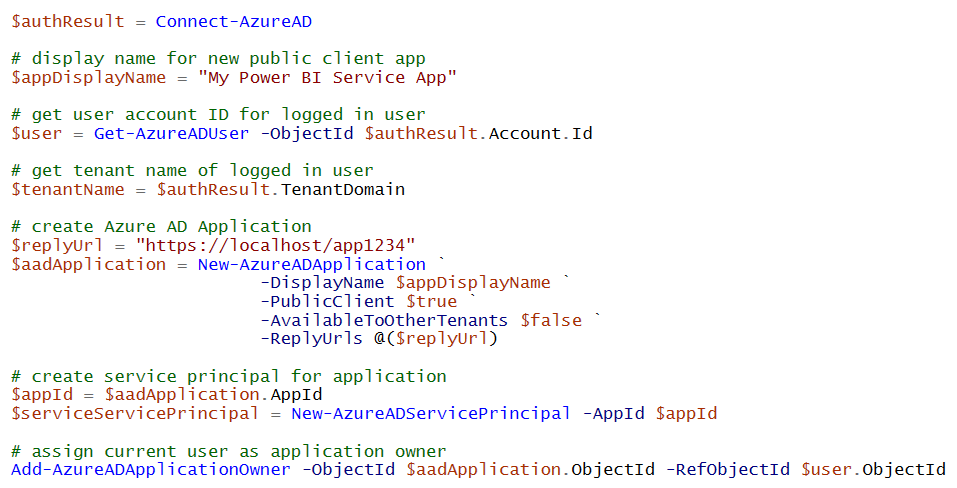 $authResult = Connect-AzureAD
# display name for new public client app
$appDisplayName = "My Power BI Service App"
# get user account ID for logged in user
$user = Get-AzureADUser -ObjectId $authResult.Account.Id
# get tenant name of logged in user
$tenantName = $authResult.TenantDomain
# create Azure AD Application
$replyUrl = "https://localhost/app1234"
$aadApplication = New-AzureADApplication `
-DisplayName $appDisplayName `
-PublicClient $true `
-AvailableToOtherTenants $false `
-ReplyUrls @($replyUrl)
# create service principal for application
$appId = $aadApplication.AppId
$serviceServicePrincipal = New-AzureADServicePrincipal -AppId $appId
# assign current user as application owner
Add-AzureADApplicationOwner -ObjectId $aadApplication.ObjectId -RefObjectId $user.ObjectId